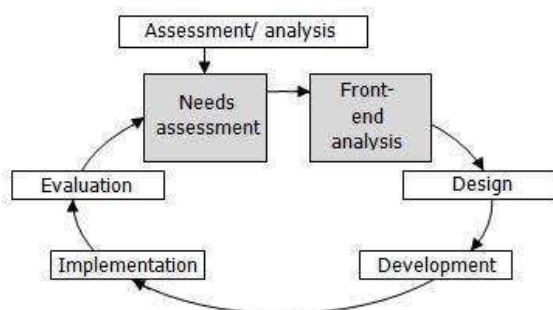 Assessment/ analysis
Needs
assessment
Front-
end
analysis
Evaluation
Design
Implementation
Development